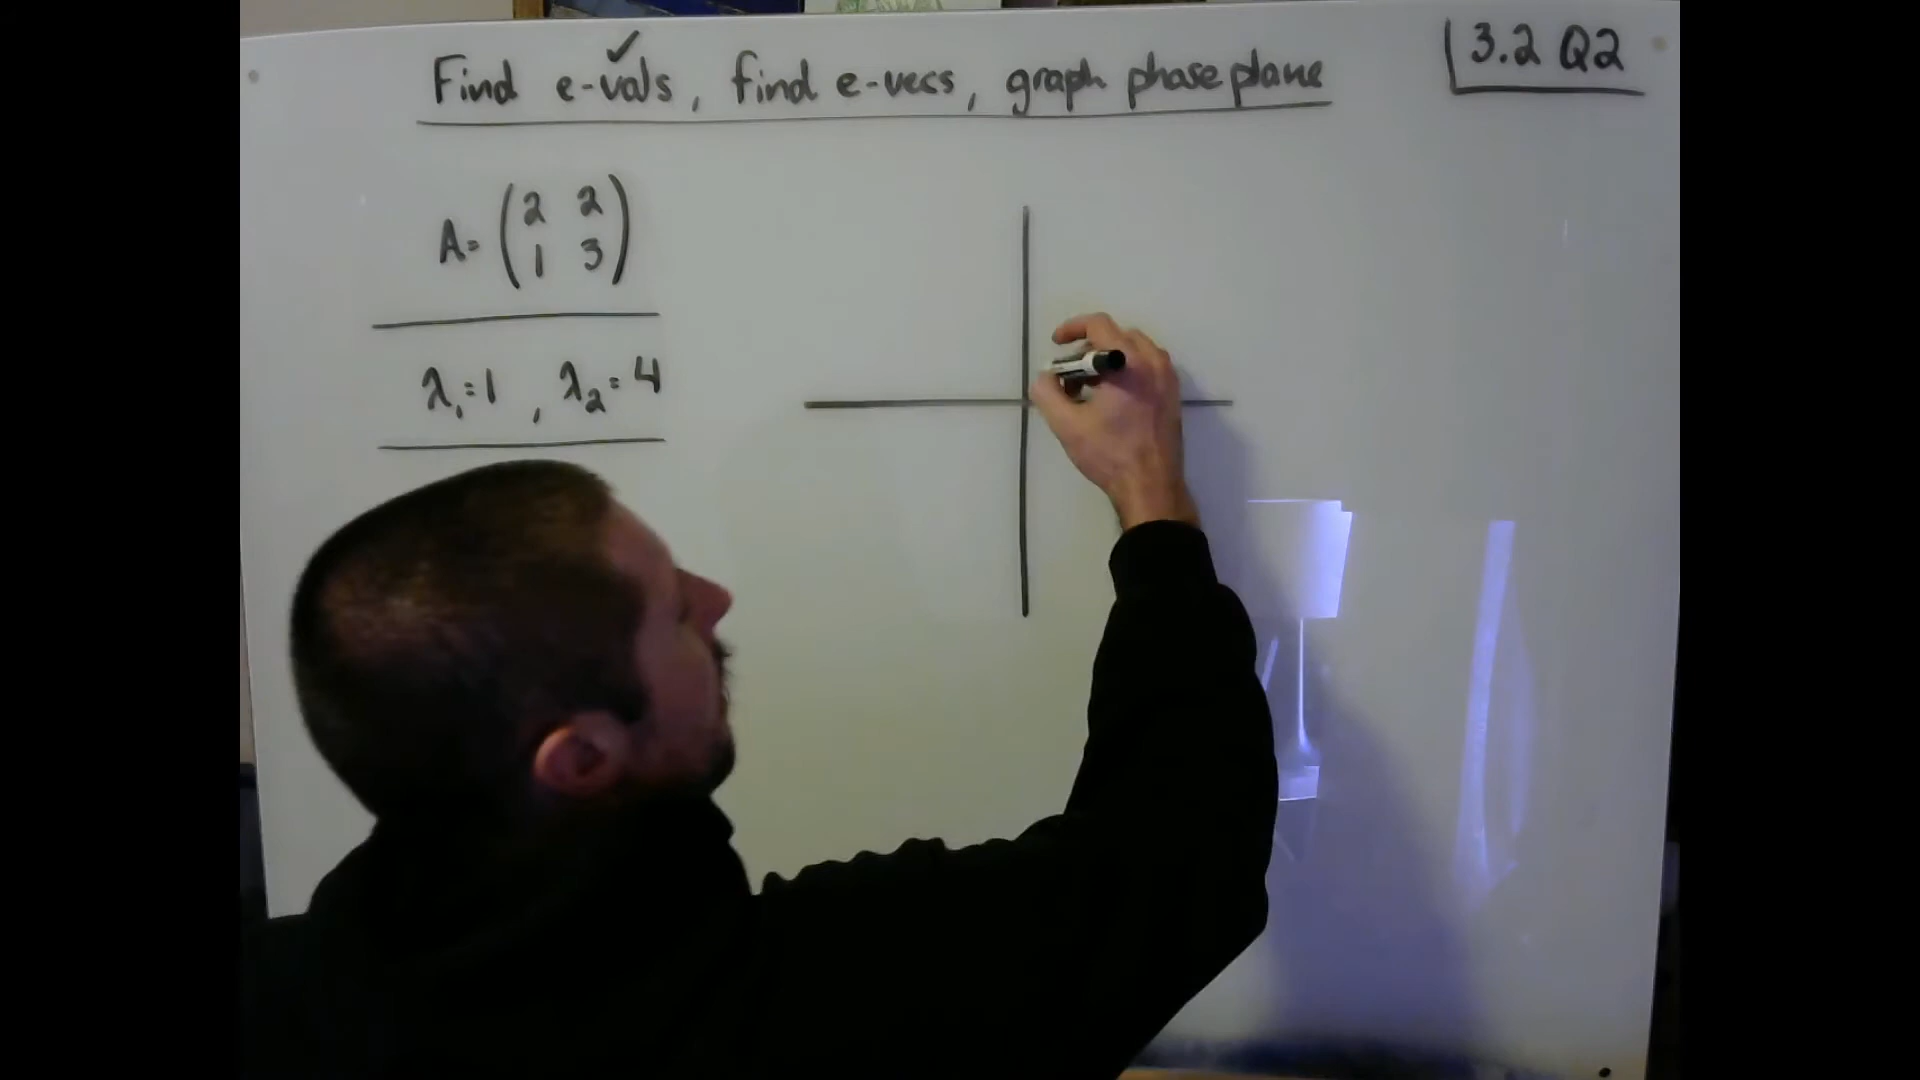 Find e-vals, find e-vecs, graph phase plane
3.2 Q2
A= (2 2
1 3)
λ₁=1, λ₂=4